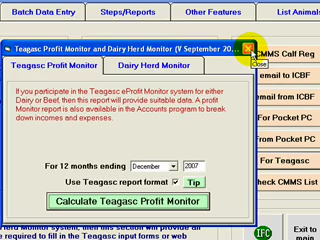 Batch Data Entry
Steps/Reports
Other Features
List Animals
Teagasc Profit Monitor and Dairy Herd Monitor (V September 20...
Close
Teagasc Profit Monitor
Dairy Herd Monitor
If you participate in the Teagasc eProfit Monitor system for either
Dairy or Beet, then this report will provide suitable data. A profit
Monitor report is also available in the Accounts program to break
down incomes and expenses.
For 12 months ending
December
2007
Use Teagasc report format
Tip
Calculate Teagasc Profit Monitor
CMMS Calf Reg
email to ICBF
email from ICBF
For Pocket PC
From Pocket PC
For Teagasc
Check CMMS List
Herd Monitor system, then this section will provide all
required to fill in the Teagasc input forms or web
IFC
Exit to
main